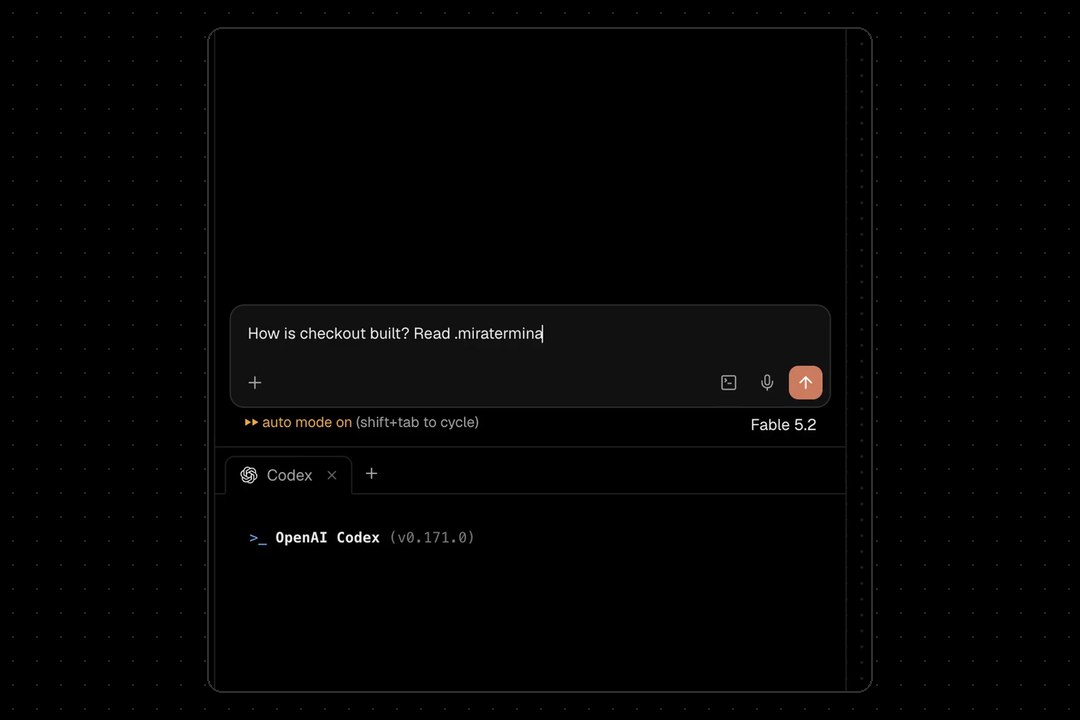 How is checkout built? Read .miratermina
auto mode on (shift+tab to cycle)
Fable 5.2
Codex
>_ OpenAI Codex (v0.171.0)